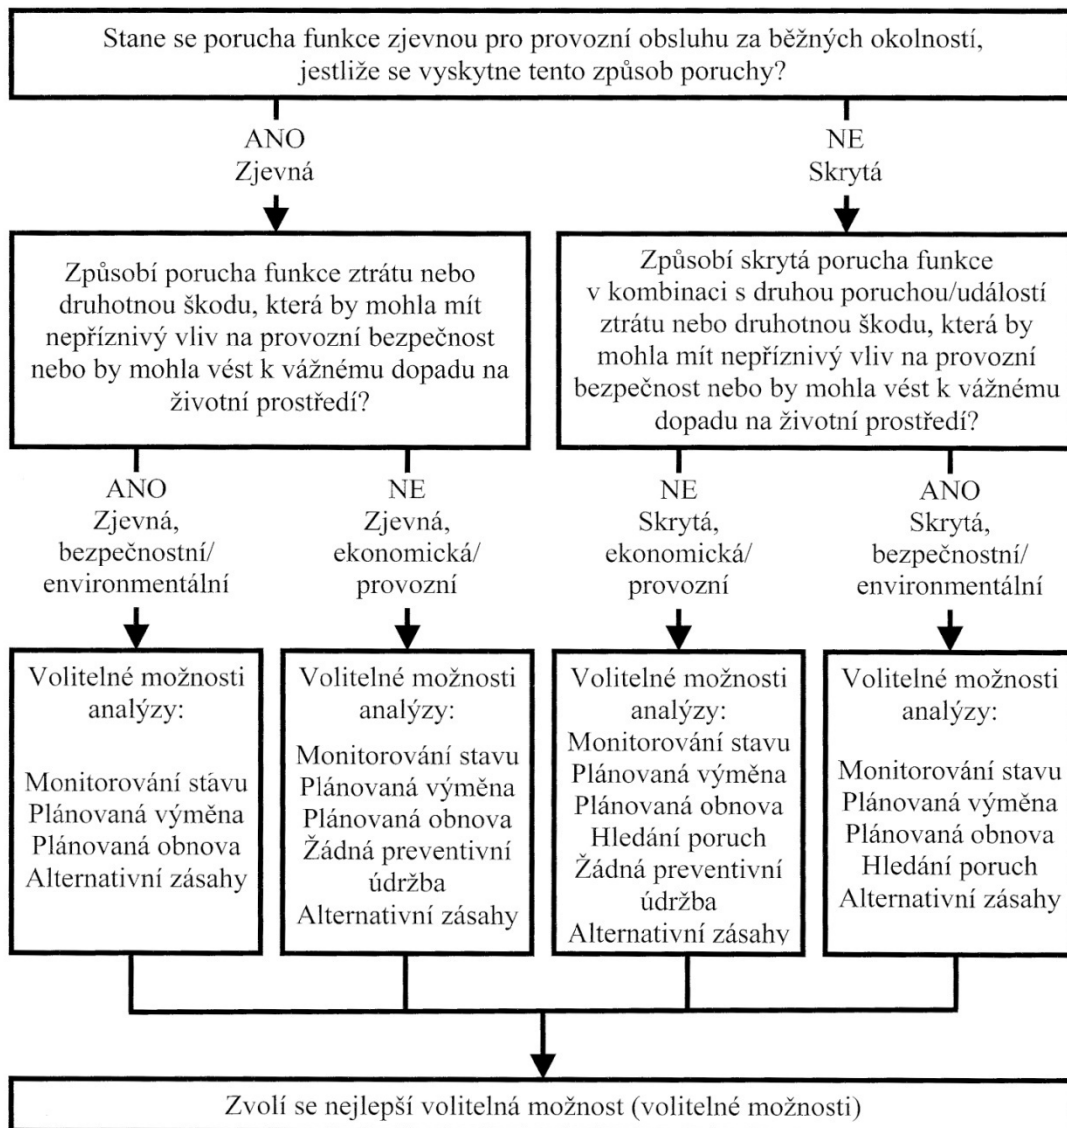 Stane se porucha funkce zjevnou pro provozní obsluhu za běžných okolností,
jestliže se vyskytne tento způsob poruchy?
ANO
Zjevná
NE
Skrytá
Způsobí porucha funkce ztrátu nebo
druhotnou škodu, která by mohla mít
nepříznivý vliv na provozní bezpečnost
nebo by mohla vést k vážnému dopadu na
životní prostředí?
Způsobí skrytá porucha funkce
v kombinaci s druhou poruchou/událostí
ztrátu nebo druhotnou škodu, která by
mohla mít nepříznivý vliv na provozní
bezpečnost nebo by mohla vést k vážnému
dopadu na životní prostředí?
ANO
Zjevná,
bezpečnostní/
environmentální
NE
Zjevná,
ekonomická/
provozní
NE
Skrytá,
ekonomická/
provozní
ANO
Skrytá,
bezpečnostní/
environmentální
Volitelné možnosti
analýzy:
Monitorování stavu
Plánovaná výměna
Plánovaná obnova
Alternativní zásahy
Volitelné možnosti
analýzy:
Monitorování stavu
Plánovaná výměna
Plánovaná obnova
Žádná preventivní
údržba
Alternativní zásahy
Volitelné možnosti
analýzy:
Monitorování stavu
Plánovaná výměna
Plánovaná obnova
Hledání poruch
Žádná preventivní
údržba
Alternativní zásahy
Volitelné možnosti
analýzy:
Monitorování stavu
Plánovaná výměna
Plánovaná obnova
Hledání poruch
Alternativní zásahy
Zvolí se nejlepší volitelná možnost (volitelné možnosti)